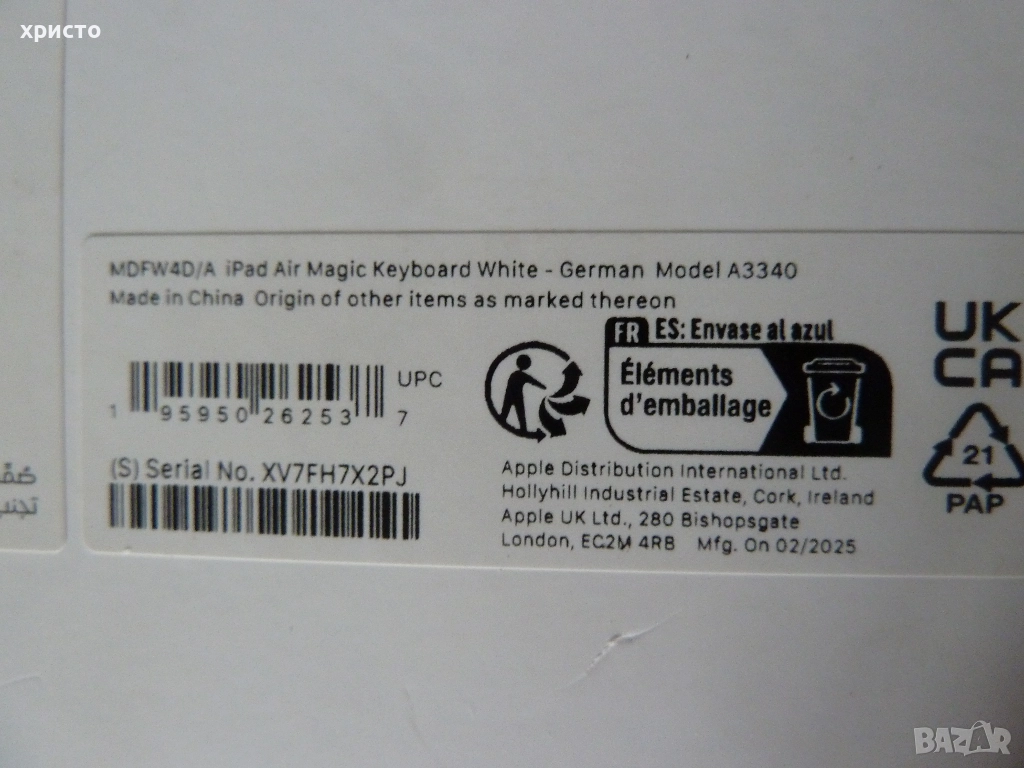 христо
MDFW4D/A iPad Air Magic Keyboard White - German Model A3340
Made in China Origin of other items as marked thereon
FR ES: Envase al azul
Éléments
d'emballage
UK
CA
UPC
1 95950 26253 7
(S) Serial No. XV7FH7X2PJ
Apple Distribution International Ltd.
Hollyhill Industrial Estate, Cork, Ireland
Apple UK Ltd., 280 Bishopsgate
London, EC2M 4RB Mfg. On 02/2025
21
PAP
BAZAR